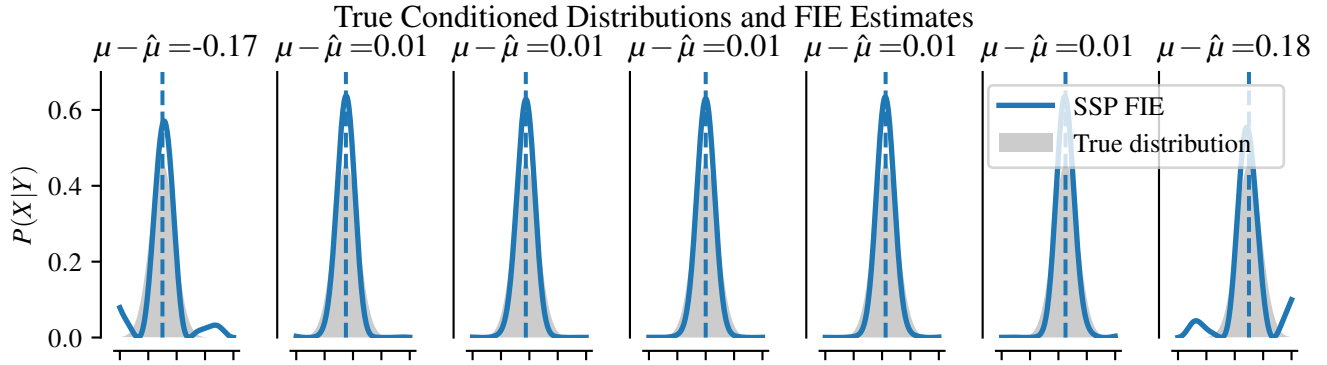 True Conditioned Distributions and FIE Estimates
μ − μ̂ =-0.17 μ − μ̂ =0.01 μ − μ̂ =0.01 μ − μ̂ =0.01 μ − μ̂ =0.01 μ − μ̂ =0.01 μ − μ̂ =0.18
0.6
0.4
0.2
0.0
P(X|Y)
SSP FIE
True distribution